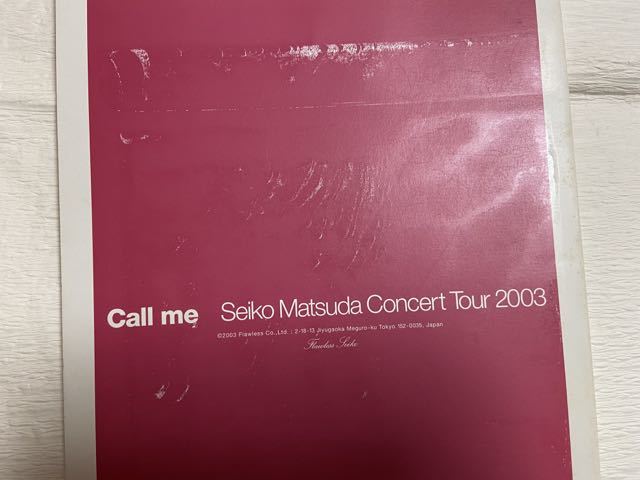 Call me Seiko Matsuda Concert Tour 2003
©2003 Flawless Co.,Ltd. : 2-18-13 Jiyugaoka Meguro-ku Tokyo 152-0035, Japan
Flawless Seiko